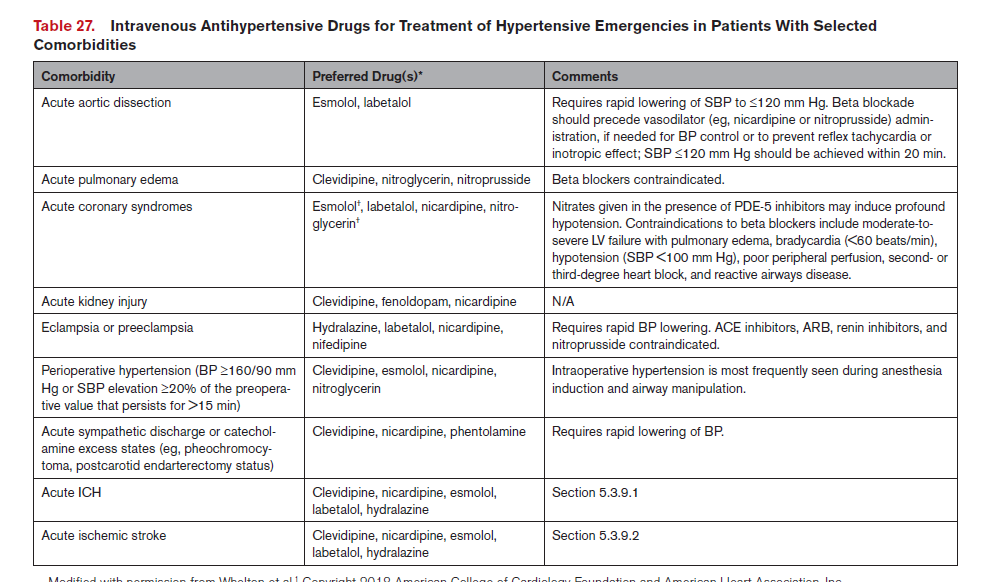 Table 27. Intravenous Antihypertensive Drugs for Treatment of Hypertensive Emergencies in Patients With Selected
Comorbidities
Comorbidity
Preferred Drug(s)*
Comments
Acute aortic dissection
Esmolol, labetalol
Requires rapid lowering of SBP to ≤120 mm Hg. Beta blockade
should precede vasodilator (eg, nicardipine or nitroprusside) admin-
istration, if needed for BP control or to prevent reflex tachycardia or
inotropic effect; SBP ≤120 mm Hg should be achieved within 20 min.
Acute pulmonary edema
Clevidipine, nitroglycerin, nitroprusside
Beta blockers contraindicated.
Acute coronary syndromes
Esmolol†, labetalol, nicardipine, nitro-
glycerin‡
Nitrates given in the presence of PDE-5 inhibitors may induce profound
hypotension. Contraindications to beta blockers include moderate-to-
severe LV failure with pulmonary edema, bradycardia (<60 beats/min),
hypotension (SBP <100 mm Hg), poor peripheral perfusion, second- or
third-degree heart block, and reactive airways disease.
Acute kidney injury
Clevidipine, fenoldopam, nicardipine
N/A
Eclampsia or preeclampsia
Hydralazine, labetalol, nicardipine,
nifedipine
Requires rapid BP lowering. ACE inhibitors, ARB, renin inhibitors, and
nitroprusside contraindicated.
Perioperative hypertension (BP ≥160/90 mm
Hg or SBP elevation ≥20% of the preopera-
tive value that persists for >15 min)
Clevidipine, esmolol, nicardipine,
nitroglycerin
Intraoperative hypertension is most frequently seen during anesthesia
induction and airway manipulation.
Acute sympathetic discharge or catechol-
amine excess states (eg, pheochromocy-
toma, postcarotid endarterectomy status)
Clevidipine, nicardipine, phentolamine
Requires rapid lowering of BP.
Acute ICH
Clevidipine, nicardipine, esmolol,
labetalol, hydralazine
Section 5.3.9.1
Acute ischemic stroke
Clevidipine, nicardipine, esmolol,
labetalol, hydralazine
Section 5.3.9.2
Modified with permission from Whelton et al.1 Copyright 2018 American College of Cardiology Foundation and American Heart Association, Inc.